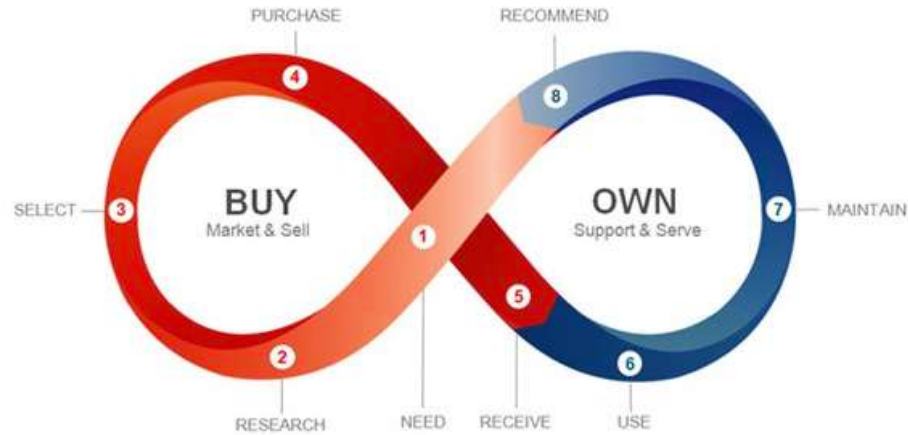 PURCHASE
RECOMMEND
4
8
SELECT
3
BUY
Market & Sell
OWN
Support & Serve
7
MAINTAIN
1
5
2
6
RESEARCH
NEED
RECEIVE
USE